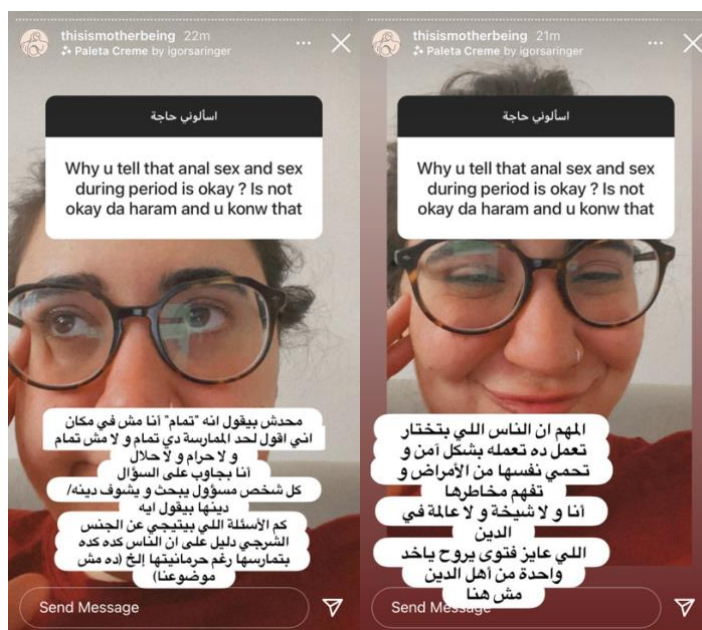 thisismotherbeing 22m
Paleta Creme by igorsaringer
اسألوني حاجة
Why u tell that anal sex and sex
during period is okay ? Is not
okay da haram and u konw that
محدش بيقول انه "تمام" أنا مش في مكان
اني اقول لحد الممارسة دي تمام و لا مش تمام
و لا حرام و لا حلال
أنا بجاوب على السؤال
كل شخص مسؤول يبحث و يشوف دينه/
دينها بيقول ايه
كم الأسئلة اللي بيتيجي عن الجنس
الشرجي دليل على ان الناس كده كده
بتمارسها رغم حرمانيتها إلخ (ده مش
موضوعنا)
Send Message
thisismotherbeing 21m
Paleta Creme by igorsaringer
اسألوني حاجة
Why u tell that anal sex and sex
during period is okay ? Is not
okay da haram and u konw that
المهم ان الناس اللي بتختار
تعمل ده تعمله بشكل آمن و
تحمي نفسها من الأمراض و
تفهم مخاطرها
أنا و لا شيخة و لا عالمة في
الدين
اللي عايز فتوى يروح ياخد
واحدة من أهل الدين
مش هنا
Send Message